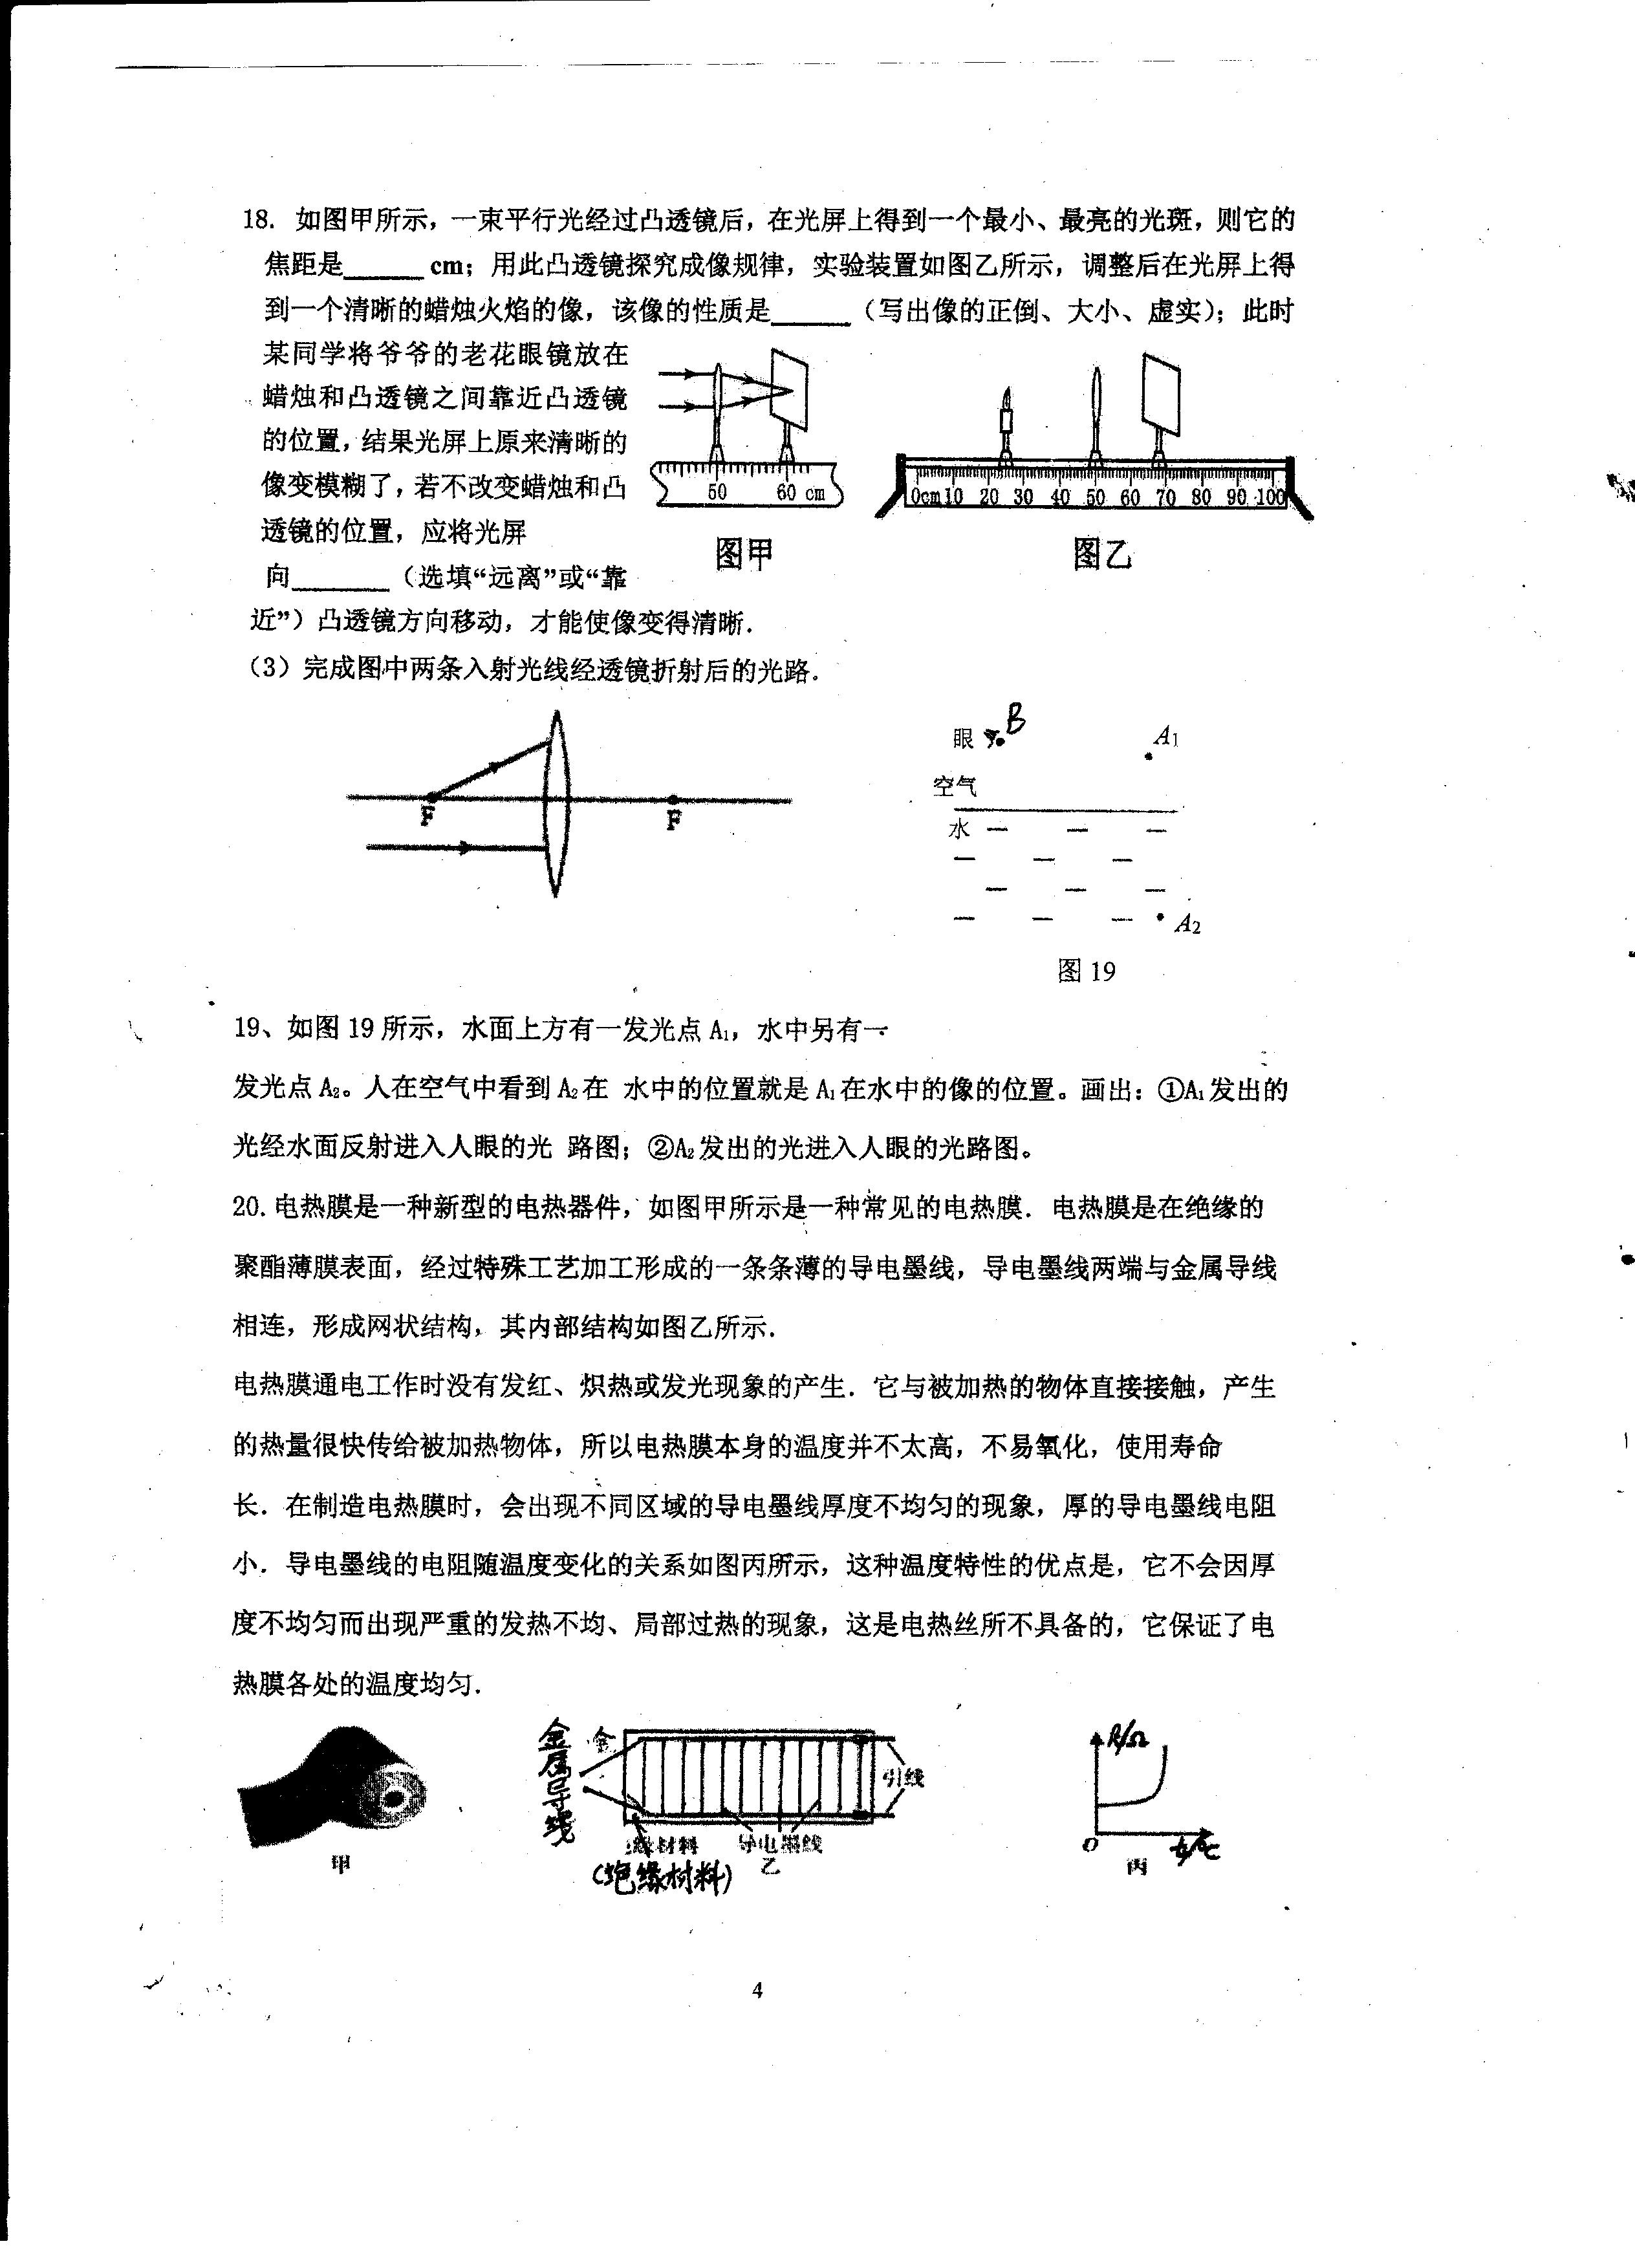 18. 如图甲所示，一束平行光经过凸透镜后，在光屏上得到一个最小、最亮的光斑，则它的
焦距是______cm；用此凸透镜探究成像规律，实验装置如图乙所示，调整后在光屏上得
到一个清晰的蜡烛火焰的像，该像的性质是______（写出像的正倒、大小、虚实）；此时
某同学将爷爷的老花眼镜放在
蜡烛和凸透镜之间靠近凸透镜
的位置，结果光屏上原来清晰的
像变模糊了，若不改变蜡烛和凸
透镜的位置，应将光屏
向______（选填“远离”或“靠
近”）凸透镜方向移动，才能使像变得清晰．
50 60 cm
图甲
0cm 10 20 30 40 50 60 70 80 90 100
图乙
（3）完成图中两条入射光线经透镜折射后的光路．
F F
眼 B A₁
空气
水
A₂
图 19
19、如图 19 所示，水面上方有一发光点 A₁，水中另有一
发光点 A₂。人在空气中看到 A₂在 水中的位置就是 A₁在水中的像的位置。画出：①A₁发出的
光经水面反射进入人眼的光 路图；②A₂发出的光进入人眼的光路图。
20. 电热膜是一种新型的电热器件，如图甲所示是一种常见的电热膜．电热膜是在绝缘的
聚酯薄膜表面，经过特殊工艺加工形成的一条条薄的导电墨线，导电墨线两端与金属导线
相连，形成网状结构，其内部结构如图乙所示．
电热膜通电工作时没有发红、炽热或发光现象的产生．它与被加热的物体直接接触，产生
的热量很快传给被加热物体，所以电热膜本身的温度并不太高，不易氧化，使用寿命
长．在制造电热膜时，会出现不同区域的导电墨线厚度不均匀的现象，厚的导电墨线电阻
小．导电墨线的电阻随温度变化的关系如图丙所示，这种温度特性的优点是，它不会因厚
度不均匀而出现严重的发热不均、局部过热的现象，这是电热丝所不具备的，它保证了电
热膜各处的温度均匀．
甲
金属导线
金
引线
缘材料 导电墨线
（绝缘材料）
乙
R/Ω
0 t/℃
丙
4